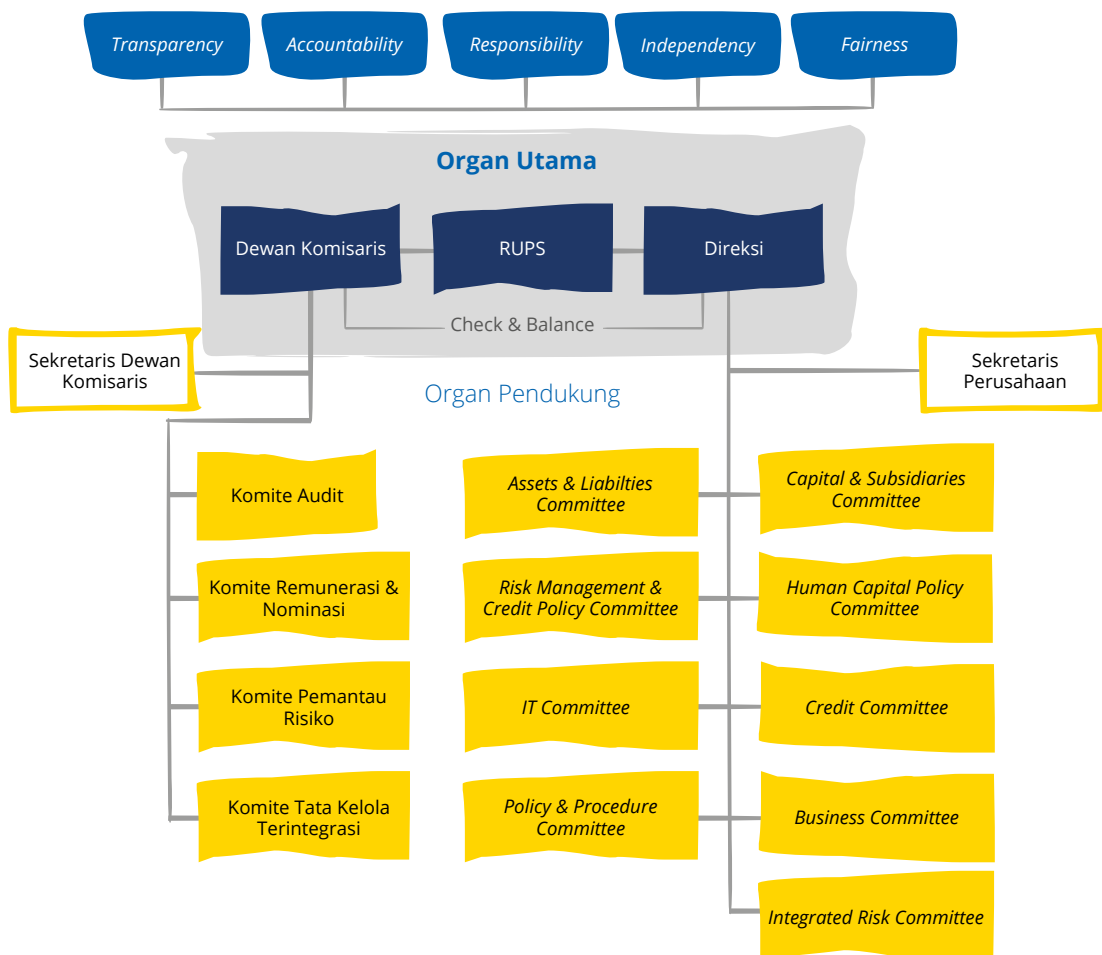 Transparency
Accountability
Responsibility
Independency
Fairness
Organ Utama
Dewan Komisaris
RUPS
Direksi
Check & Balance
Sekretaris Dewan
Komisaris
Sekretaris
Perusahaan
Organ Pendukung
Komite Audit
Komite Remunerasi &
Nominasi
Komite Pemantau
Risiko
Komite Tata Kelola
Terintegrasi
Assets & Liabilties
Committee
Risk Management &
Credit Policy Committee
IT Committee
Policy & Procedure
Committee
Capital & Subsidiaries
Committee
Human Capital Policy
Committee
Credit Committee
Business Committee
Integrated Risk Committee